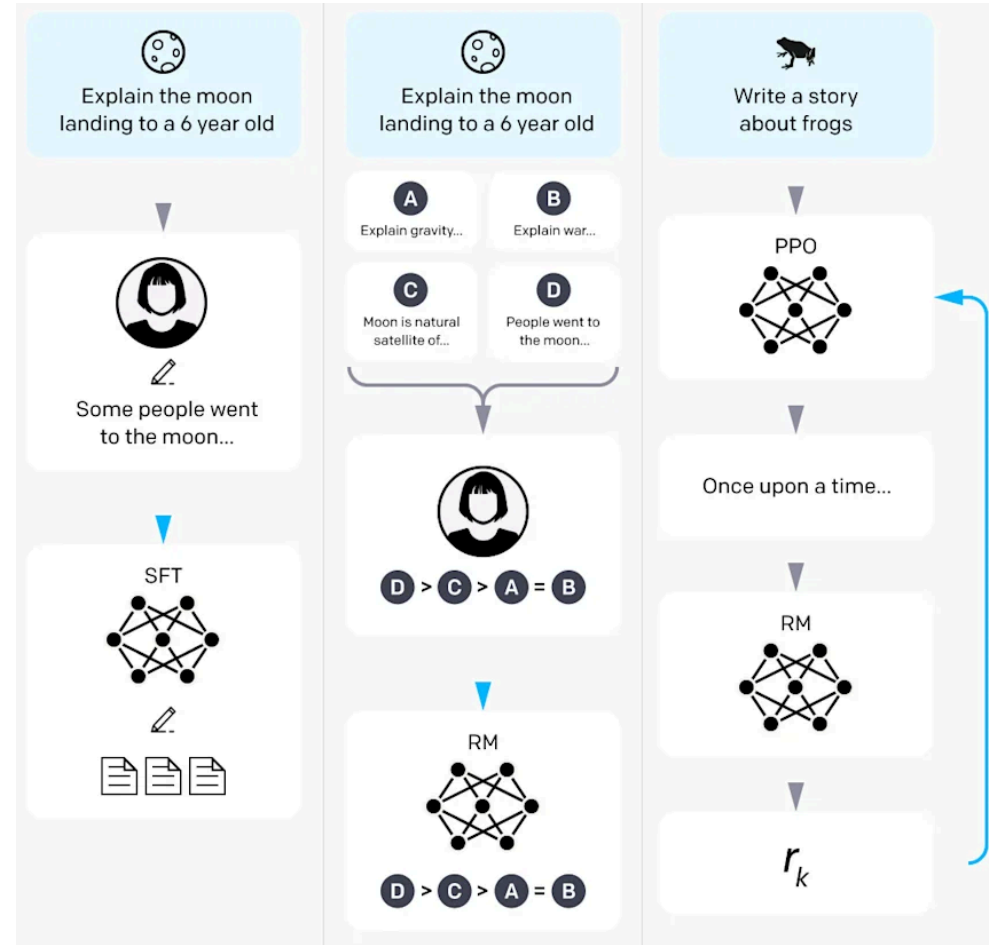 Explain the moon
landing to a 6 year old
Some people went
to the moon...
SFT
Explain the moon
landing to a 6 year old
A
Explain gravity...
B
Explain war...
C
Moon is natural
satellite of...
D
People went to
the moon...
D > C > A = B
RM
D > C > A = B
Write a story
about frogs
PPO
Once upon a time...
RM
rₖ